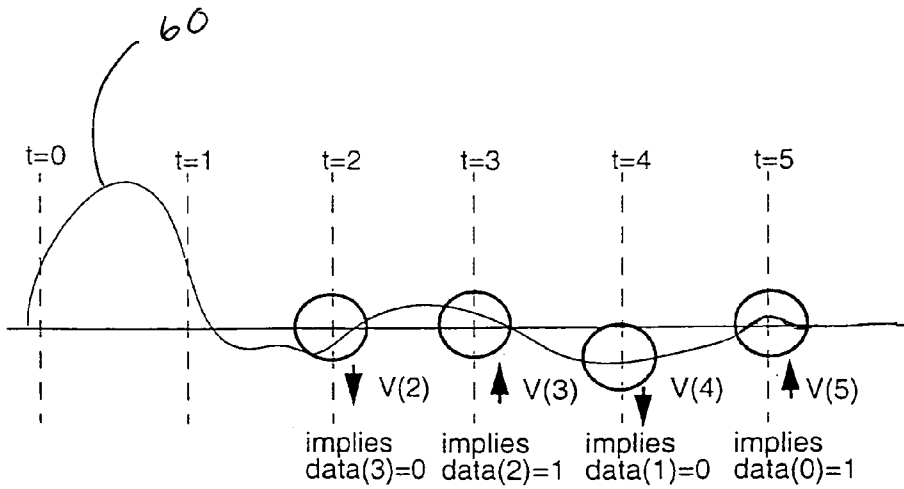 60
t=0 t=1 t=2 t=3 t=4 t=5
V(2) V(3) V(4) V(5)
implies implies implies implies
data(3)=0 data(2)=1 data(1)=0 data(0)=1